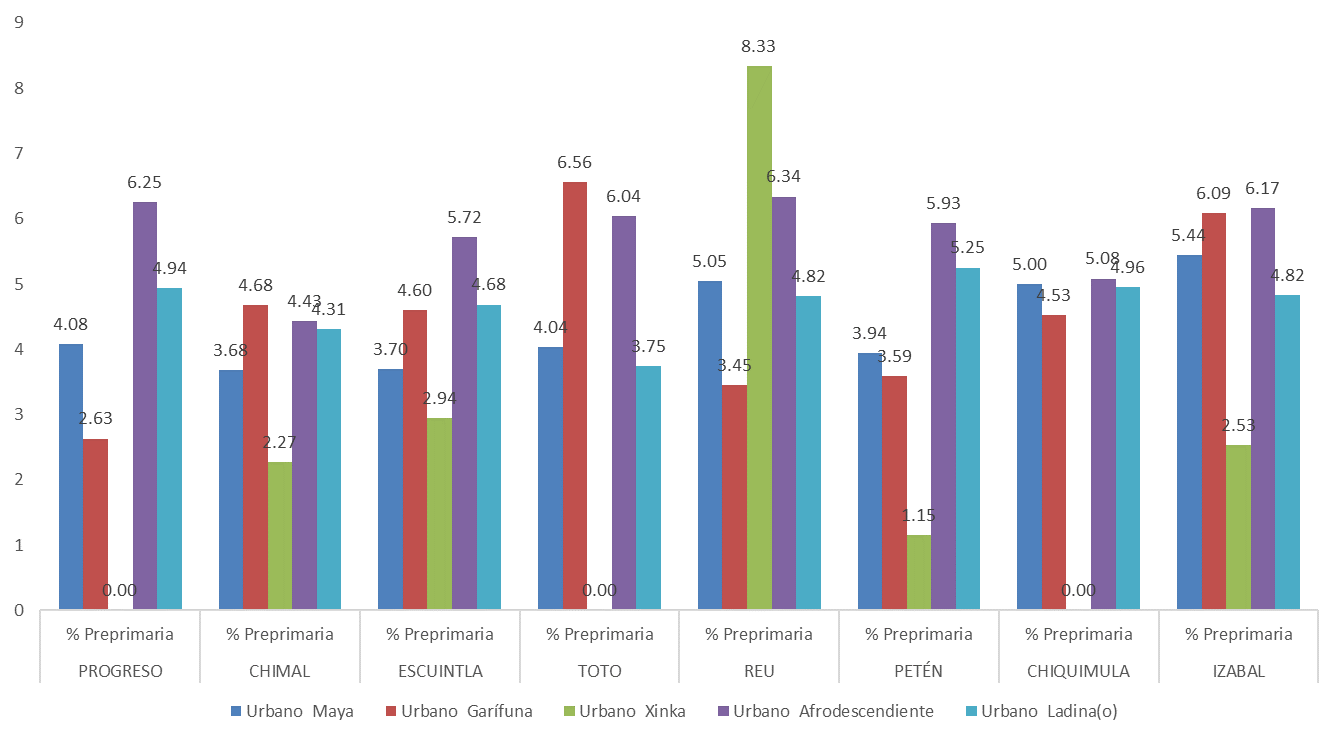 9
8
7
6
5
4
3
2
1
0
4.08 2.63 0.00 6.25 4.94
3.68 4.68 2.27 4.43 4.31
3.70 4.60 2.94 5.72 4.68
4.04 6.56 0.00 6.04 3.75
5.05 3.45 8.33 6.34 4.82
3.94 3.59 1.15 5.93 5.25
5.00 4.53 0.00 5.08 4.96
5.44 6.09 2.53 6.17 4.82
% Preprimaria % Preprimaria % Preprimaria % Preprimaria % Preprimaria % Preprimaria % Preprimaria % Preprimaria
PROGRESO CHIMAL ESCUINTLA TOTO REU PETÉN CHIQUIMULA IZABAL
Urbano Maya Urbano Garífuna Urbano Xinka Urbano Afrodescendiente Urbano Ladina(o)